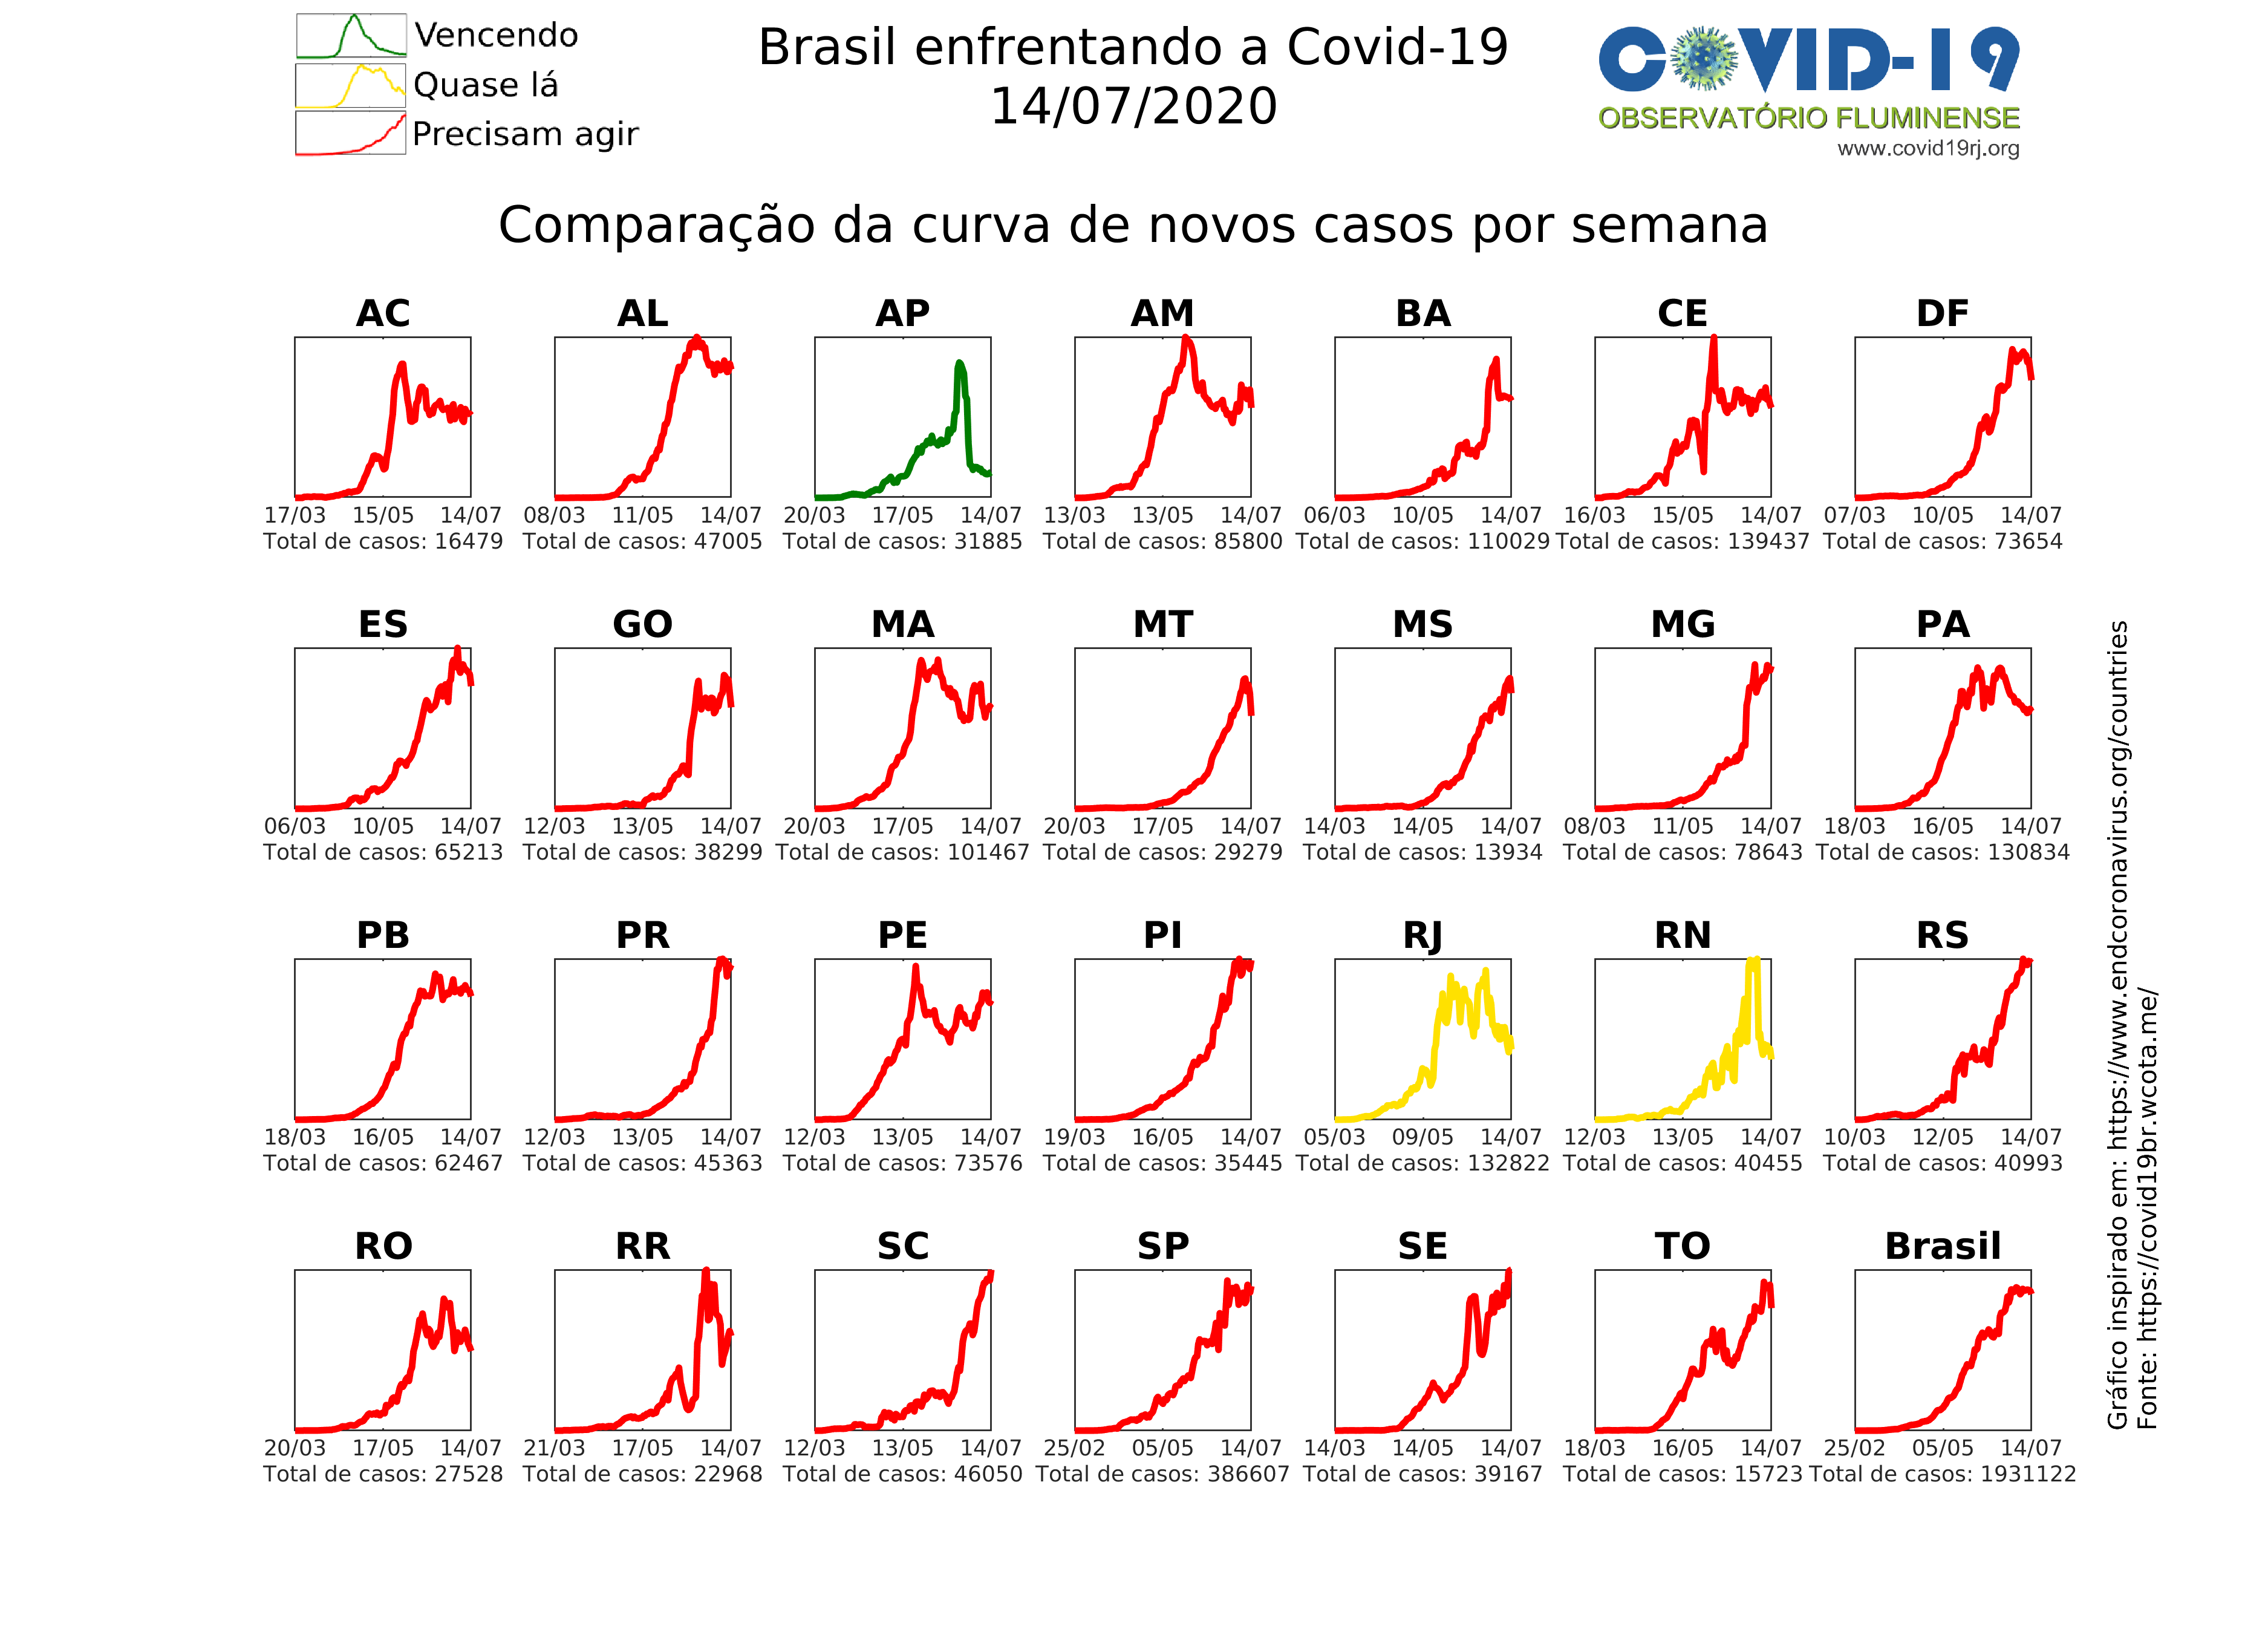 Vencendo
Quase lá
Precisam agir
Brasil enfrentando a Covid-19
14/07/2020
COVID-19
OBSERVATÓRIO FLUMINENSE
www.covid19rj.org
Comparação da curva de novos casos por semana
AC AL AP AM BA CE DF
17/03 15/05 14/07 08/03 11/05 14/07 20/03 17/05 14/07 13/03 13/05 14/07 06/03 10/05 14/07 16/03 15/05 14/07 07/03 10/05 14/07
Total de casos: 16479 Total de casos: 47005 Total de casos: 31885 Total de casos: 85800 Total de casos: 110029 Total de casos: 139437 Total de casos: 73654
ES GO MA MT MS MG PA
06/03 10/05 14/07 12/03 13/05 14/07 20/03 17/05 14/07 20/03 17/05 14/07 14/03 14/05 14/07 08/03 11/05 14/07 18/03 16/05 14/07
Total de casos: 65213 Total de casos: 38299 Total de casos: 101467 Total de casos: 29279 Total de casos: 13934 Total de casos: 78643 Total de casos: 130834
PB PR PE PI RJ RN RS
18/03 16/05 14/07 12/03 13/05 14/07 12/03 13/05 14/07 19/03 16/05 14/07 05/03 09/05 14/07 12/03 13/05 14/07 10/03 12/05 14/07
Total de casos: 62467 Total de casos: 45363 Total de casos: 73576 Total de casos: 35445 Total de casos: 132822 Total de casos: 40455 Total de casos: 40993
RO RR SC SP SE TO Brasil
20/03 17/05 14/07 21/03 17/05 14/07 12/03 13/05 14/07 25/02 05/05 14/07 14/03 14/05 14/07 18/03 16/05 14/07 25/02 05/05 14/07
Total de casos: 27528 Total de casos: 22968 Total de casos: 46050 Total de casos: 386607 Total de casos: 39167 Total de casos: 15723 Total de casos: 1931122
Gráfico inspirado em: https://www.endcoronavirus.org/countries
Fonte: https://covid19br.wcota.me/